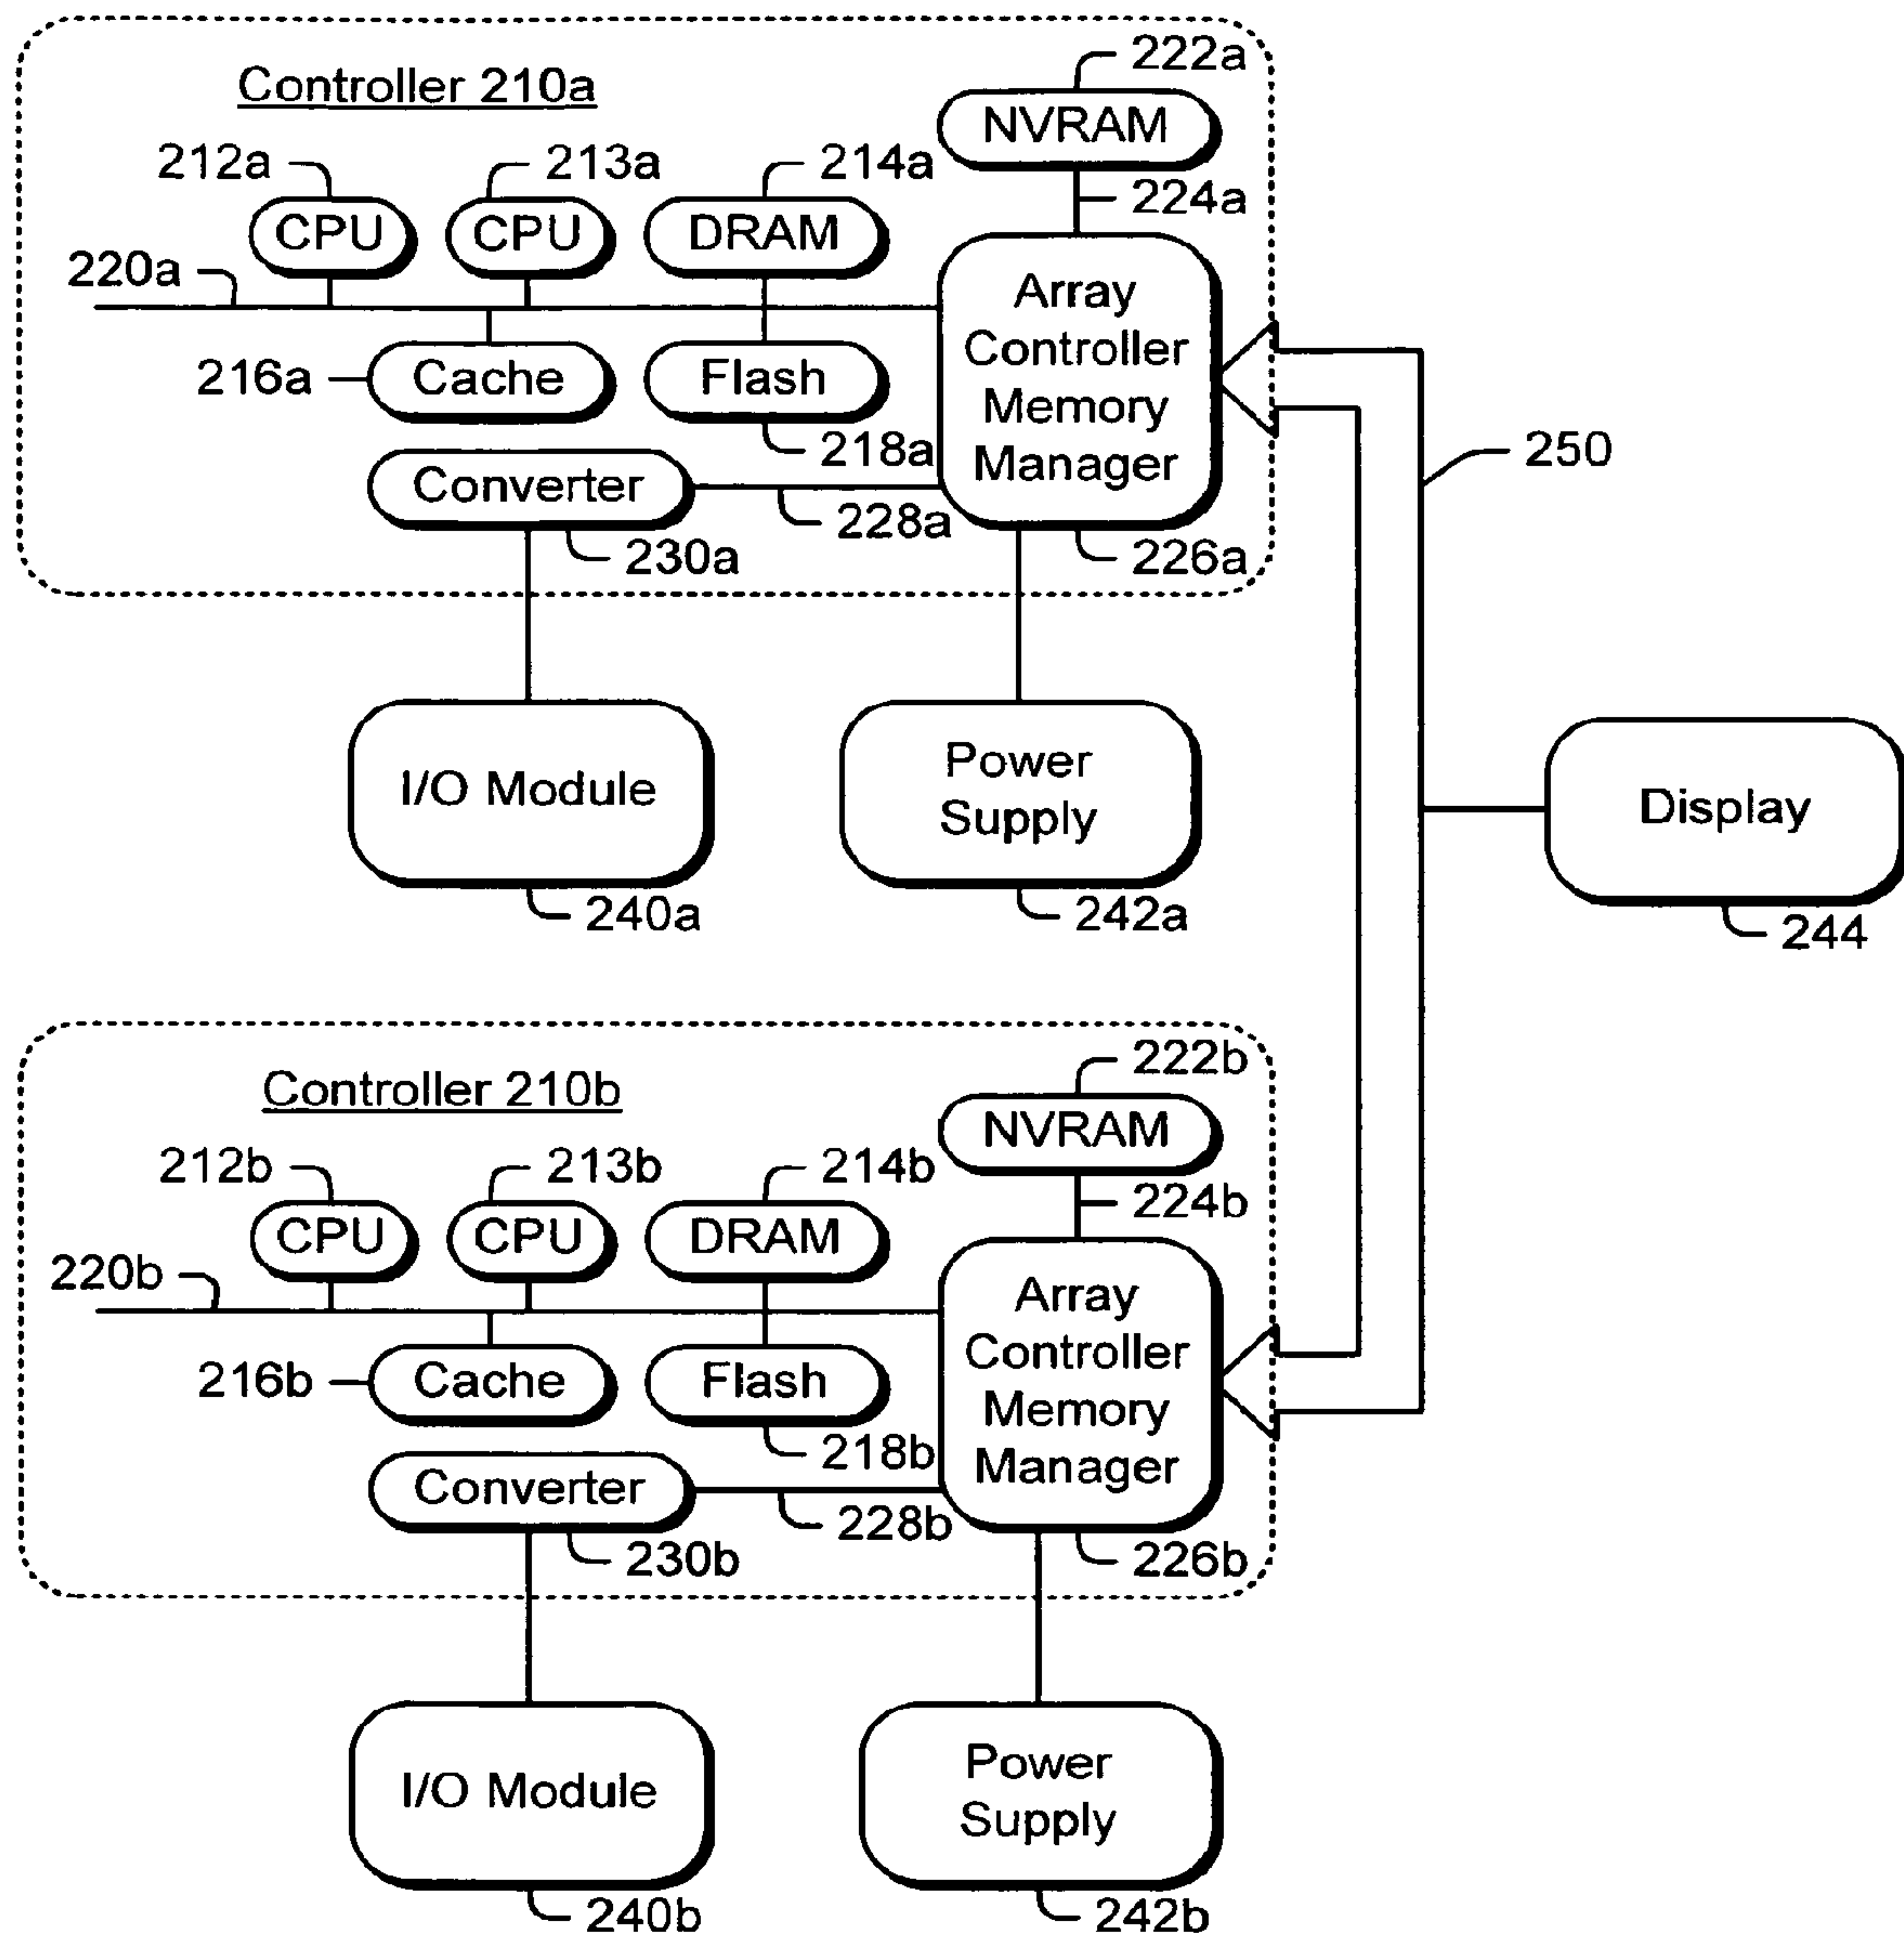 222a
Controller 210a
NVRAM
212a
213a
214a
224a
CPU
CPU
DRAM
220a
Array
Controller
Memory
Manager
216a
Cache
Flash
250
218a
Converter
228a
230a
226a
I/O Module
Power
Supply
Display
240a
242a
244
222b
Controller 210b
NVRAM
212b
213b
214b
224b
CPU
CPU
DRAM
220b
Array
Controller
Memory
Manager
216b
Cache
Flash
218b
Converter
228b
230b
226b
I/O Module
Power
Supply
240b
242b